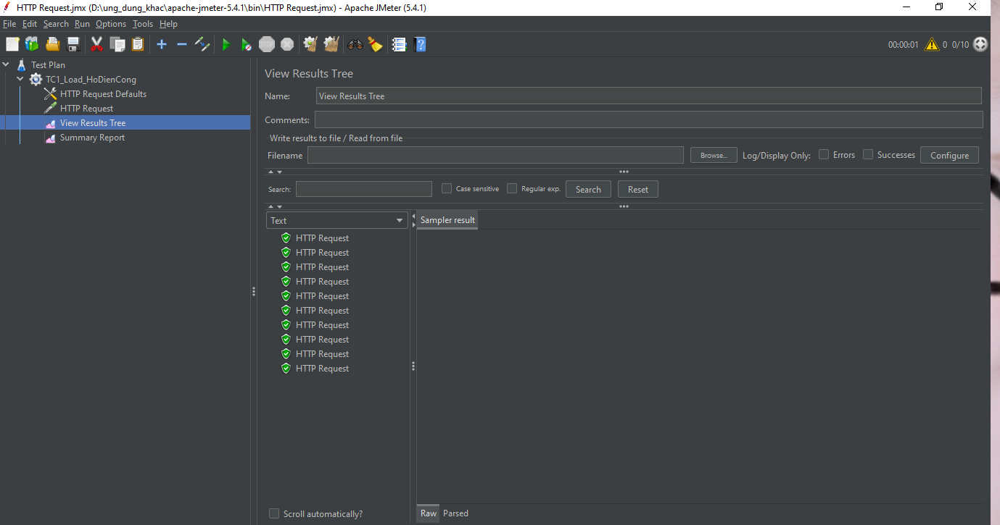 HTTP Request.jmx (D:\ung_dung_khac\apache-jmeter-5.4.1\bin\HTTP Request.jmx) - Apache JMeter (5.4.1)
File Edit Search Run Options Tools Help
STOP
00:00:01 0 0/10
Test Plan
TC1_Load_HoDienCong
HTTP Request Defaults
HTTP Request
View Results Tree
Summary Report
View Results Tree
Name: View Results Tree
Comments:
Write results to file / Read from file
Filename Browse... Log/Display Only: Errors Successes Configure
Search: Case sensitive Regular exp. Search Reset
Text
HTTP Request
HTTP Request
HTTP Request
HTTP Request
HTTP Request
HTTP Request
HTTP Request
HTTP Request
HTTP Request
HTTP Request
Scroll automatically?
Sampler result
Raw Parsed